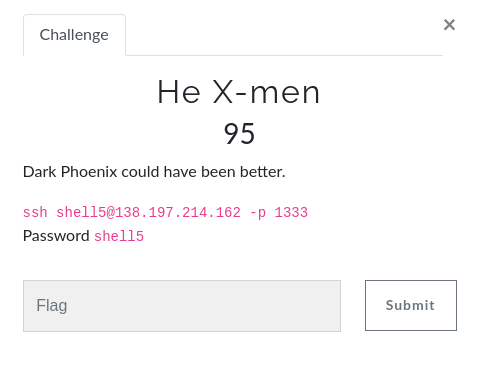 Challenge
×
He X-men
95
Dark Phoenix could have been better.
ssh shell5@138.197.214.162 -p 1333
Password shell5
Flag
Submit